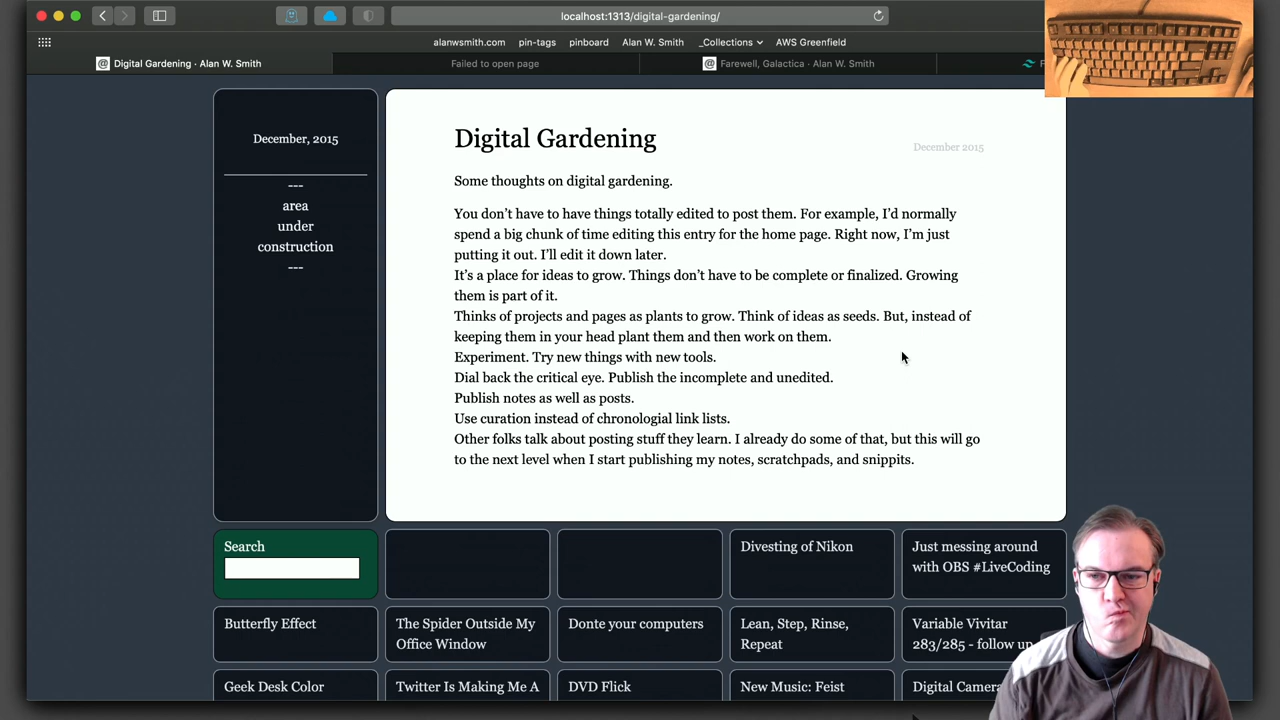 localhost:1313/digital-gardening/
alanwsmith.com pin-tags pinboard Alan W. Smith _Collections AWS Greenfield
Digital Gardening · Alan W. Smith Failed to open page Farewell, Galactica · Alan W. Smith
December, 2015
---
area
under
construction
---
Digital Gardening
December 2015
Some thoughts on digital gardening.
You don’t have to have things totally edited to post them. For example, I’d normally
spend a big chunk of time editing this entry for the home page. Right now, I’m just
putting it out. I’ll edit it down later.
It’s a place for ideas to grow. Things don’t have to be complete or finalized. Growing
them is part of it.
Thinks of projects and pages as plants to grow. Think of ideas as seeds. But, instead of
keeping them in your head plant them and then work on them.
Experiment. Try new things with new tools.
Dial back the critical eye. Publish the incomplete and unedited.
Publish notes as well as posts.
Use curation instead of chronologial link lists.
Other folks talk about posting stuff they learn. I already do some of that, but this will go
to the next level when I start publishing my notes, scratchpads, and snippits.
Search
Divesting of Nikon
Just messing around
with OBS #LiveCoding
Butterfly Effect
The Spider Outside My
Office Window
Donte your computers
Lean, Step, Rinse,
Repeat
Variable Vivitar
283/285 - follow up
Geek Desk Color
Twitter Is Making Me A
DVD Flick
New Music: Feist
Digital Camera